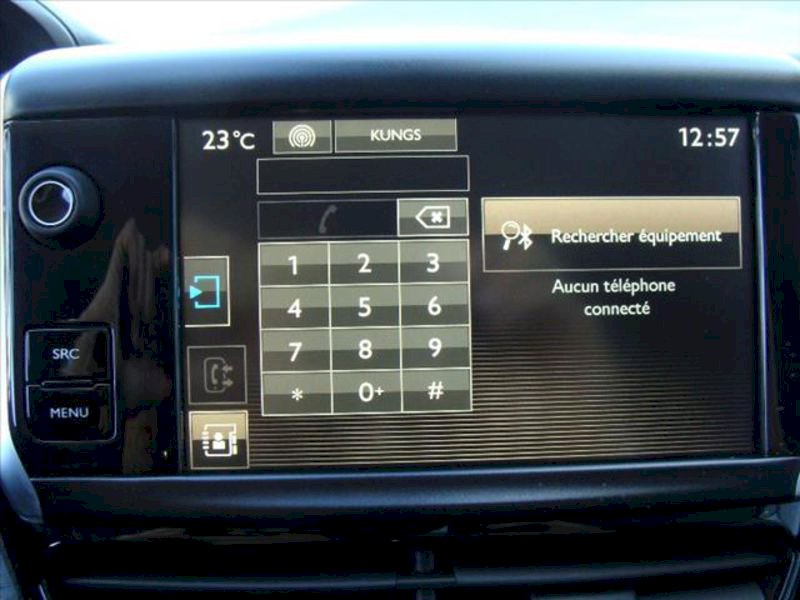 23°C
KUNGS
12:57
Rechercher équipement
Aucun téléphone
connecté
1 2 3
4 5 6
7 8 9
* 0+ #
SRC
MENU